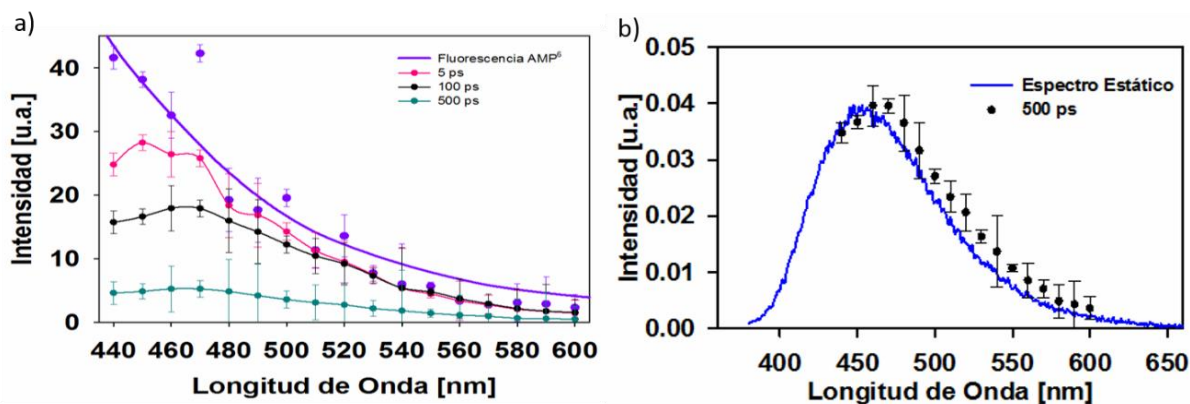 a)
Intensidad [u.a.]
40
30
20
10
0
Fluorescencia AMP⁶
5 ps
100 ps
500 ps
440 460 480 500 520 540 560 580 600
Longitud de Onda [nm]
b)
Intensidad [u.a.]
0.05
0.04
0.03
0.02
0.01
0.00
Espectro Estático
500 ps
400 450 500 550 600 650
Longitud de Onda [nm]